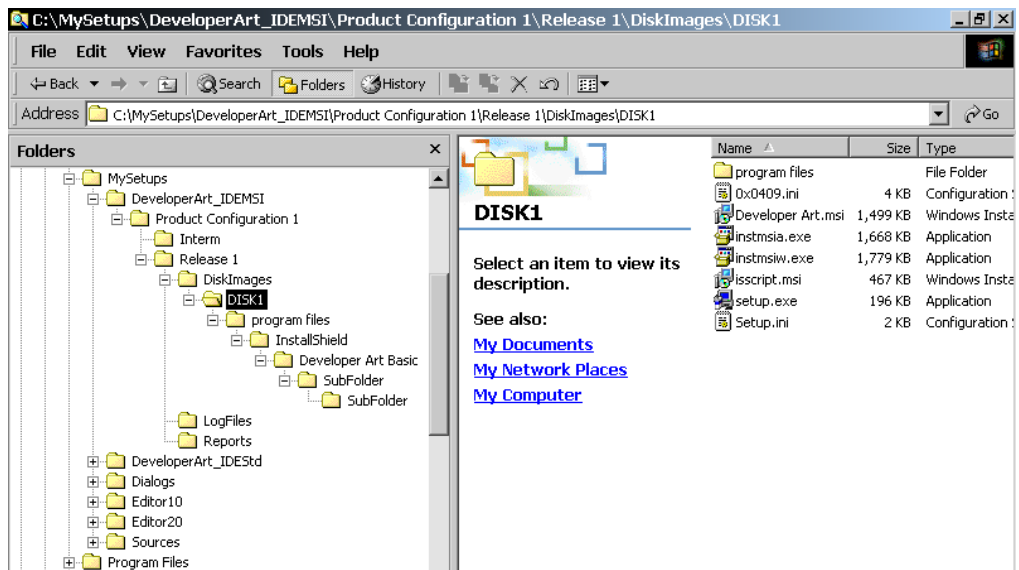 C:\MySetups\DeveloperArt_IDEMSI\Product Configuration 1\Release 1\DiskImages\DISK1
File Edit View Favorites Tools Help
Back Search Folders History
Address C:\MySetups\DeveloperArt_IDEMSI\Product Configuration 1\Release 1\DiskImages\DISK1 Go
Folders
MySetups
DeveloperArt_IDEMSI
Product Configuration 1
Interm
Release 1
DiskImages
DISK1
program files
InstallShield
Developer Art Basic
SubFolder
SubFolder
LogFiles
Reports
DeveloperArt_IDEStd
Dialogs
Editor10
Editor20
Sources
Program Files
DISK1
Select an item to view its
description.
See also:
My Documents
My Network Places
My Computer
Name Size Type
program files File Folder
0x0409.ini 4 KB Configuration
Developer Art.msi 1,499 KB Windows Insta
instmsia.exe 1,668 KB Application
instmsiw.exe 1,779 KB Application
isscript.msi 467 KB Windows Insta
setup.exe 196 KB Application
Setup.ini 2 KB Configuration